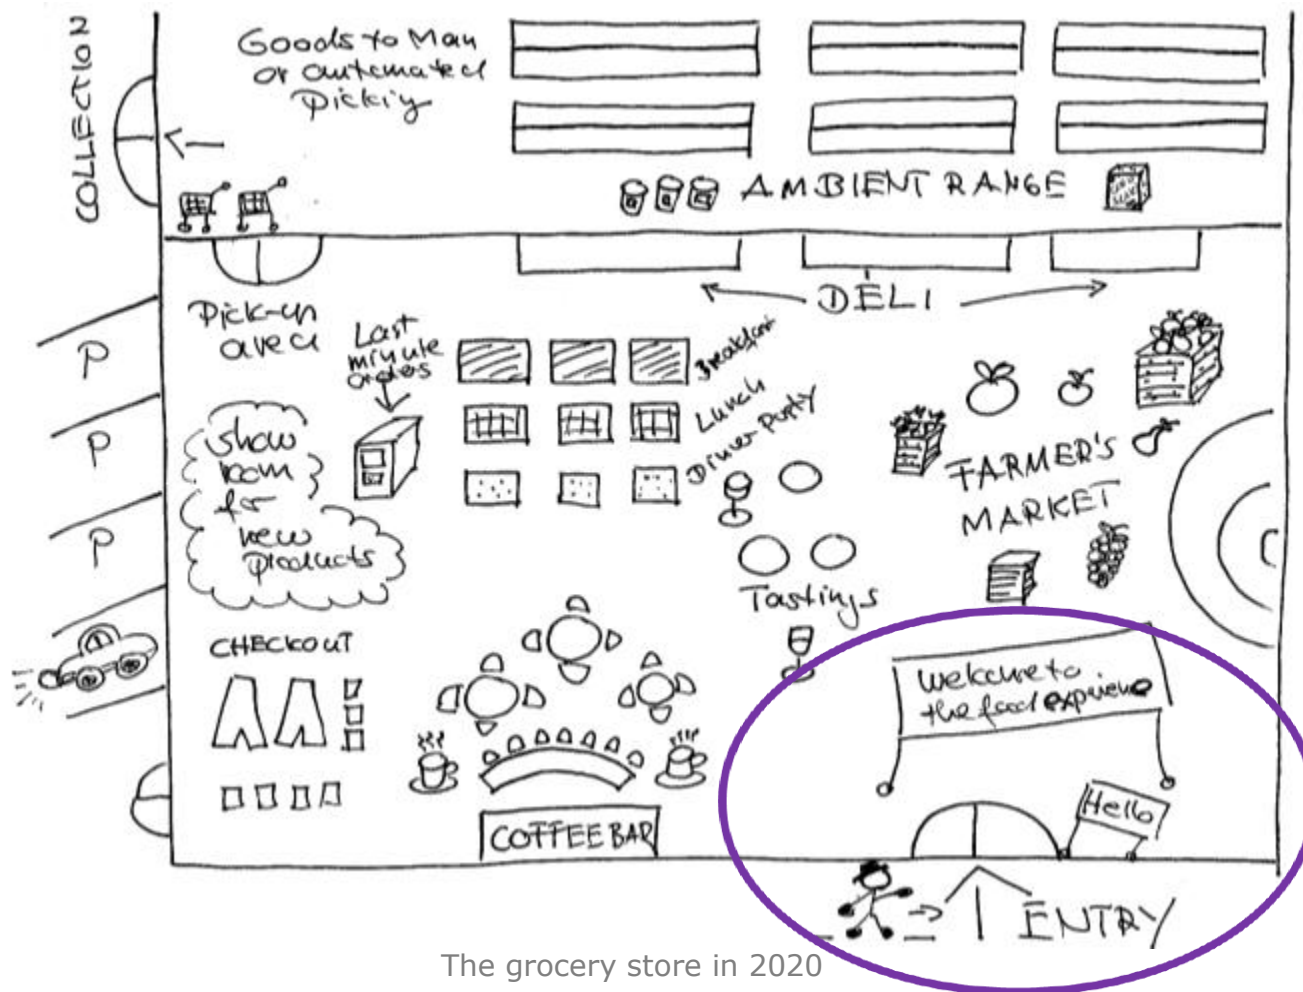 COLLECTION
Goods to Man
or automated
Picking
AMBIENT RANGE
DELI
Pick-up
area
Last
minute
orders
Breakfast
Lunch
Dinner Party
P
P
P
Show
room
for
new
products
FARMER'S
MARKET
Tastings
CHECKOUT
Welcome to
the food experience
Hello
COFFEE BAR
ENTRY
The grocery store in 2020